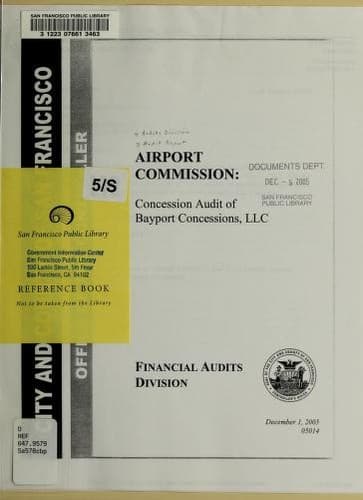 SAN FRANCISCO PUBLIC LIBRARY
3 1223 07661 3463
CITY AND
FRANCISCO
OFFI
LLER
AIRPORT
COMMISSION:
Concession Audit of
Bayport Concessions, LLC
DOCUMENTS DEPT.
DEC - 5 2005
SAN FRANCISCO
PUBLIC LIBRARY
5/S
San Francisco Public Library
Government Information Center
San Francisco Public Library
100 Larkin Street, 5th Floor
San Francisco, CA 94102
REFERENCE BOOK
Not to be taken from the Library
FINANCIAL AUDITS
DIVISION
December 1, 2005
05014
D
REF
647.9579
Sa578cbp